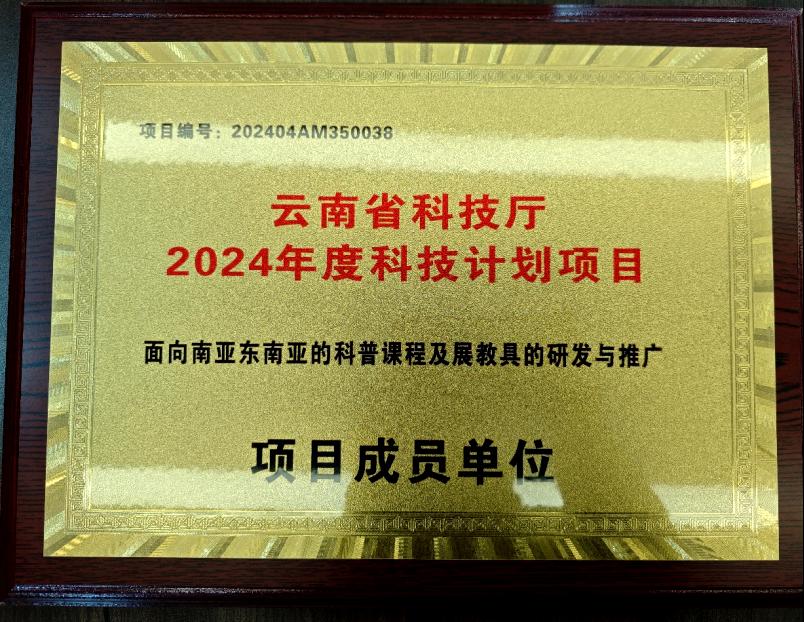 项目编号：202404AM350038
云南省科技厅
2024年度科技计划项目
面向南亚东南亚的科普课程及展教具的研发与推广
项目成员单位